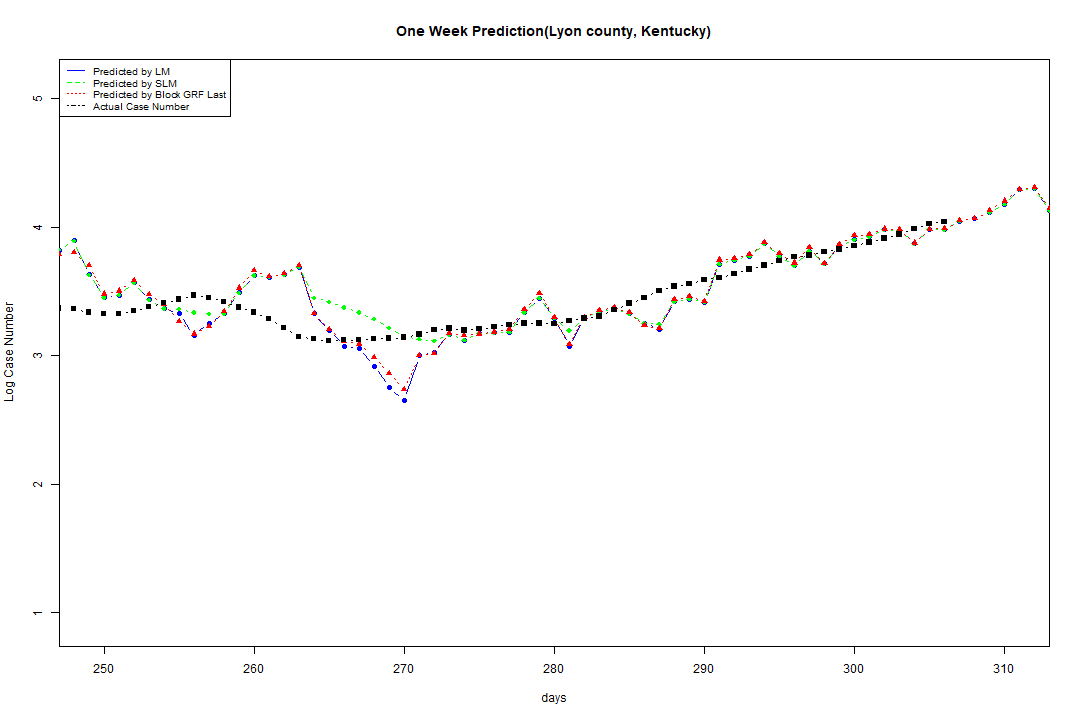 One Week Prediction(Lyon county, Kentucky)
Predicted by LM
Predicted by SLM
Predicted by Block GRF Last
Actual Case Number
5
4
3
2
1
Log Case Number
250 260 270 280 290 300 310
days